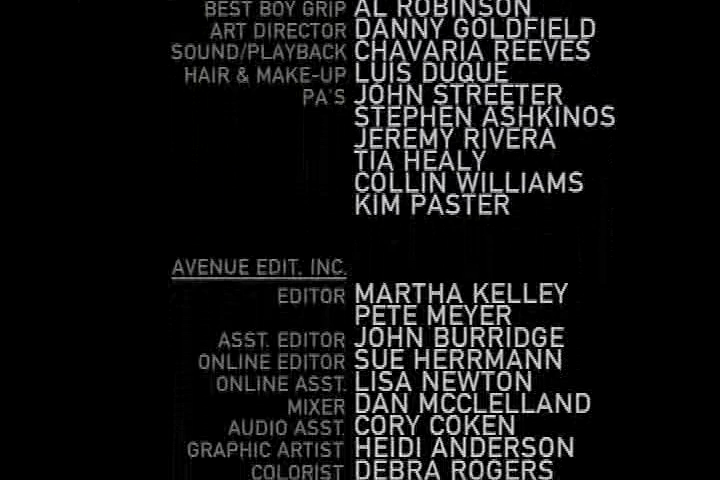 BEST BOY GRIP AL ROBINSON
ART DIRECTOR DANNY GOLDFIELD
SOUND/PLAYBACK CHAVARIA REEVES
HAIR & MAKE-UP LUIS DUQUE
PA'S JOHN STREETER
STEPHEN ASHKINOS
JEREMY RIVERA
TIA HEALY
COLLIN WILLIAMS
KIM PASTER
AVENUE EDIT. INC.
EDITOR MARTHA KELLEY
PETE MEYER
ASST. EDITOR JOHN BURRIDGE
ONLINE EDITOR SUE HERRMANN
ONLINE ASST. LISA NEWTON
MIXER DAN MCCLELLAND
AUDIO ASST. CORY COKEN
GRAPHIC ARTIST HEIDI ANDERSON
COLORIST DEBRA ROGERS